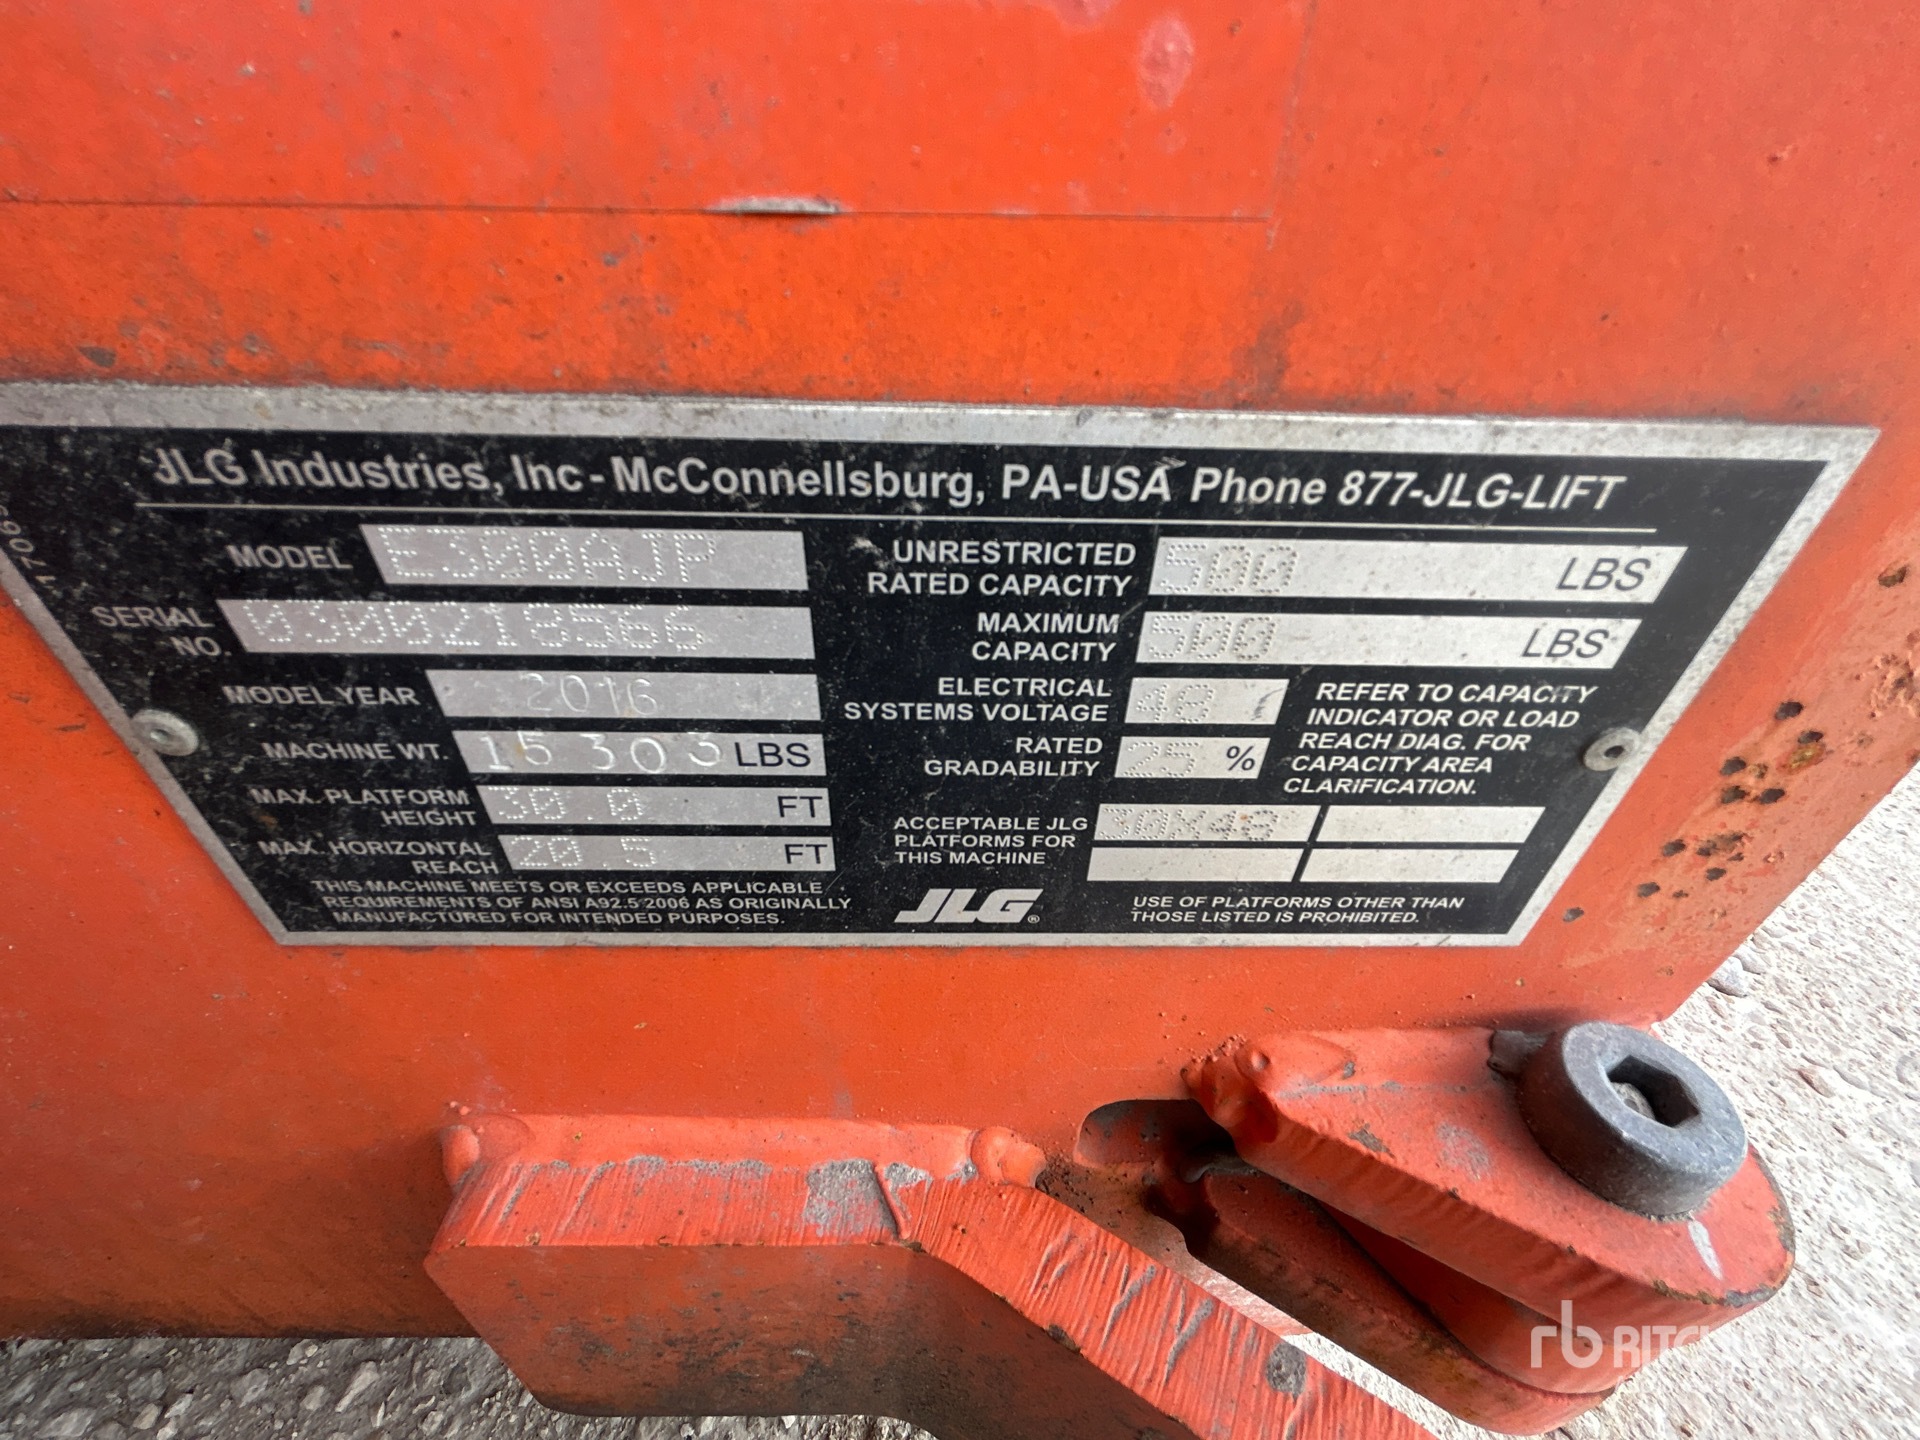 JLG Industries, Inc - McConnellsburg, PA-USA Phone 877-JLG-LIFT
MODEL E300AJP
SERIAL NO. 0300218566
MODEL YEAR 2016
MACHINE WT. 15 303 LBS
MAX. PLATFORM HEIGHT 30.0 FT
MAX. HORIZONTAL REACH 20.5 FT
THIS MACHINE MEETS OR EXCEEDS APPLICABLE
REQUIREMENTS OF ANSI A92.5 2006 AS ORIGINALLY
MANUFACTURED FOR INTENDED PURPOSES.
UNRESTRICTED RATED CAPACITY 500 LBS
MAXIMUM CAPACITY 500 LBS
ELECTRICAL SYSTEMS VOLTAGE 48
RATED GRADABILITY 25 %
REFER TO CAPACITY
INDICATOR OR LOAD
REACH DIAG. FOR
CAPACITY AREA
CLARIFICATION.
ACCEPTABLE JLG
PLATFORMS FOR
THIS MACHINE
30X48
JLG®
USE OF PLATFORMS OTHER THAN
THOSE LISTED IS PROHIBITED.
rb